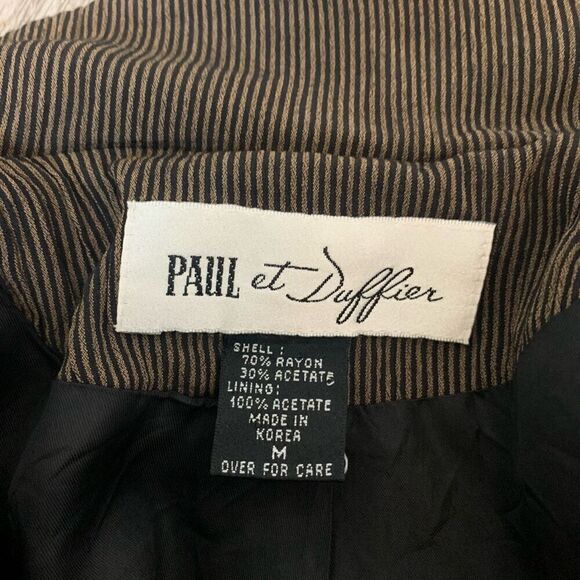 PAUL et Duffier
SHELL:
70% RAYON
30% ACETATE
LINING:
100% ACETATE
MADE IN
KOREA
M
OVER FOR CARE